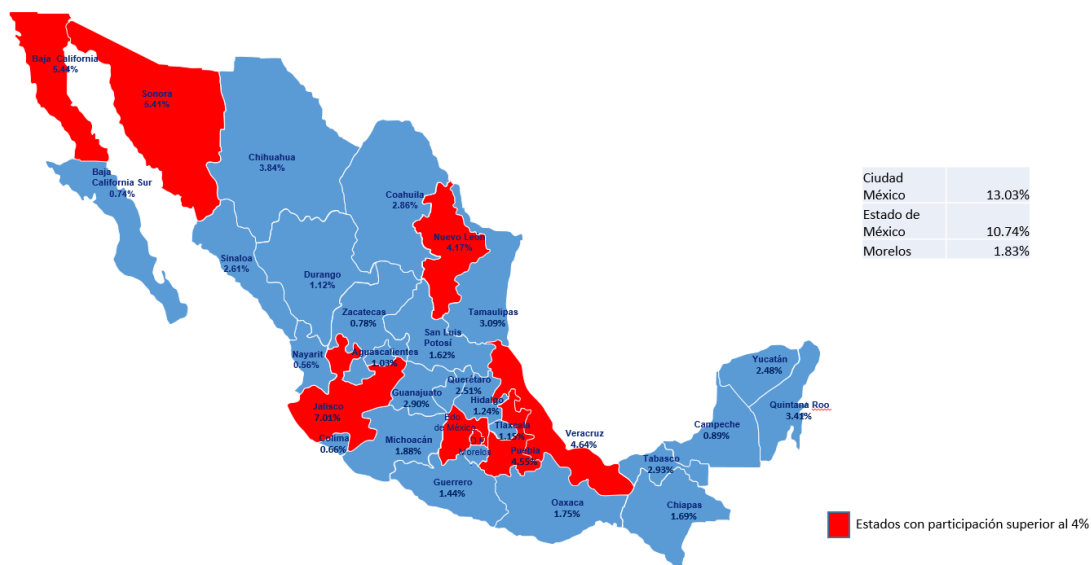 Baja California
5.44%
Sonora
5.41%
Chihuahua
3.84%
Baja
California Sur
0.74%
Coahuila
2.86%
Nuevo León
4.17%
Sinaloa
2.61%
Durango
1.12%
Zacatecas
0.78%
Tamaulipas
3.09%
San Luis
Potosí
1.62%
Nayarit
0.56%
Aguascalientes
1.03%
Querétaro
2.51%
Guanajuato
2.90%
Hidalgo
1.24%
Jalisco
7.01%
Colima
0.66%
Michoacán
1.88%
Edo.
de México
D.F.
Morelos
Tlaxcala
1.15%
Puebla
4.55%
Veracruz
4.64%
Guerrero
1.44%
Oaxaca
1.75%
Chiapas
1.69%
Tabasco
2.93%
Campeche
0.89%
Yucatán
2.48%
Quintana Roo
3.41%
Ciudad
México 13.03%
Estado de
México 10.74%
Morelos 1.83%
Estados con participación superior al 4%